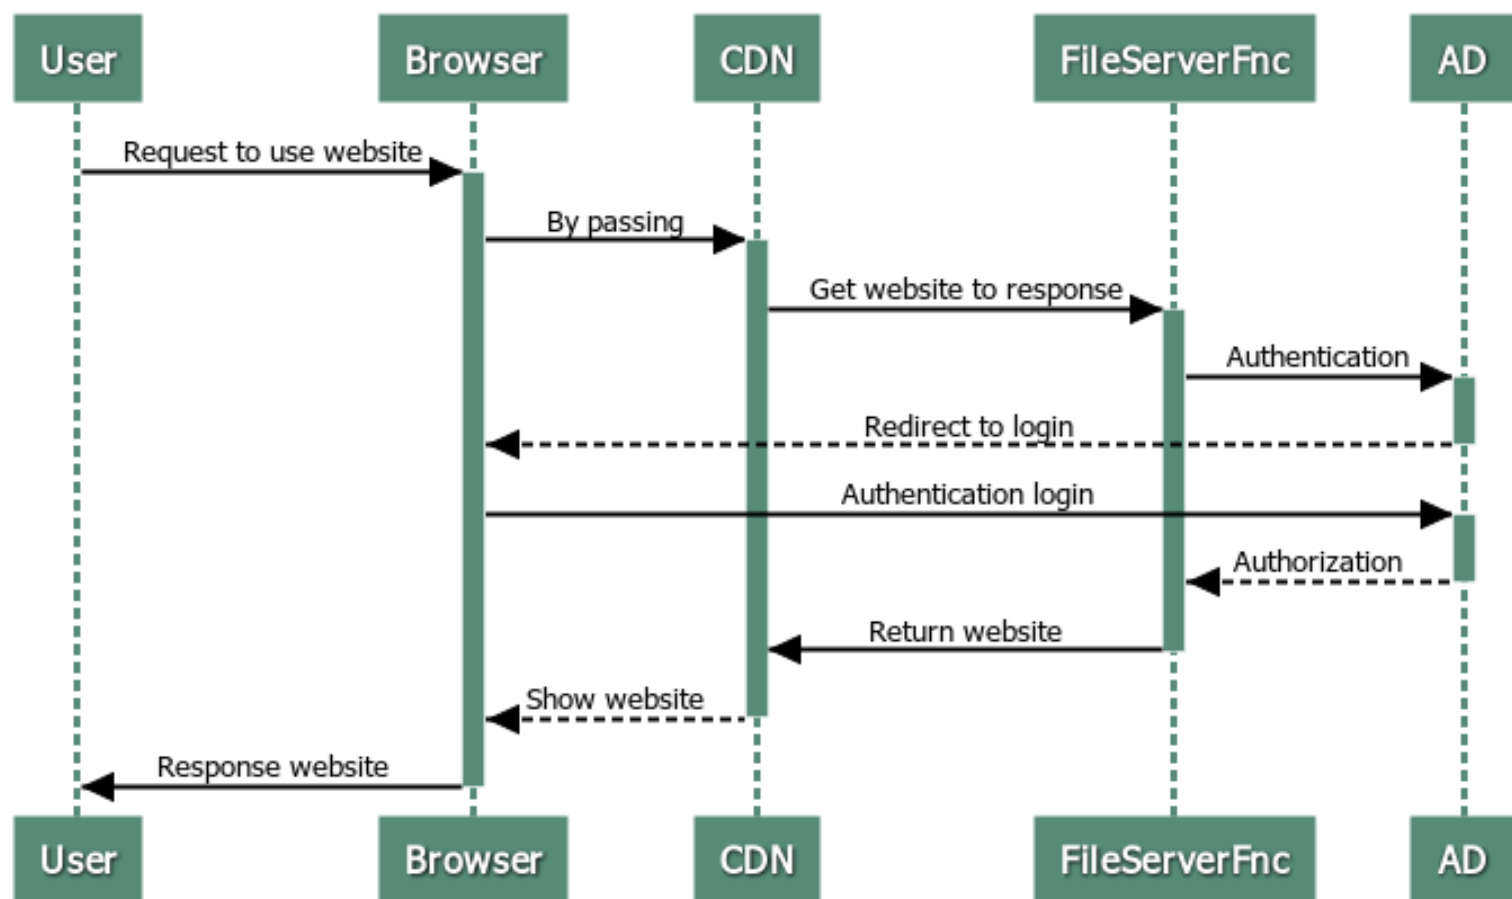 User
Browser
CDN
FileServerFnc
AD
Request to use website
By passing
Get website to response
Authentication
Redirect to login
Authentication login
Authorization
Return website
Show website
Response website
User
Browser
CDN
FileServerFnc
AD